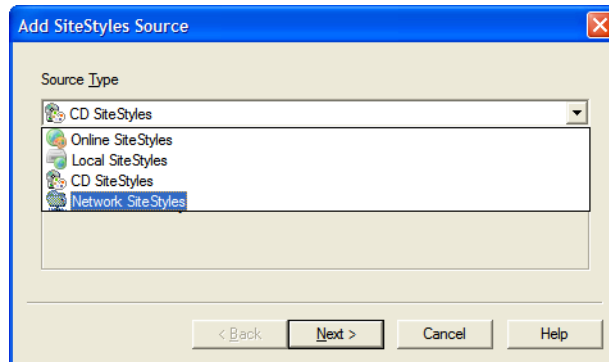 Add SiteStyles Source
Source Type
CD SiteStyles
Online SiteStyles
Local SiteStyles
CD SiteStyles
Network SiteStyles
< Back Next > Cancel Help